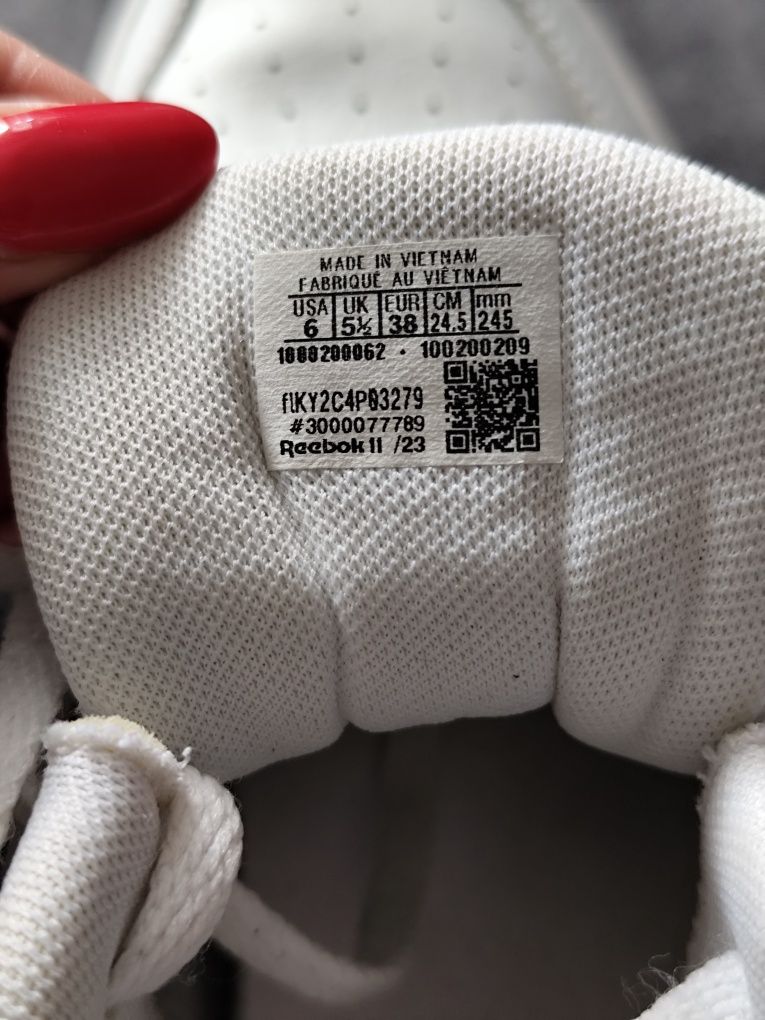 MADE IN VIETNAM
FABRIQUÉ AU VIÊTNAM
USA UK EUR CM mm
6 5½ 38 24.5 245
1000200062 • 100200209
#3000077789
Reebok 11 /23